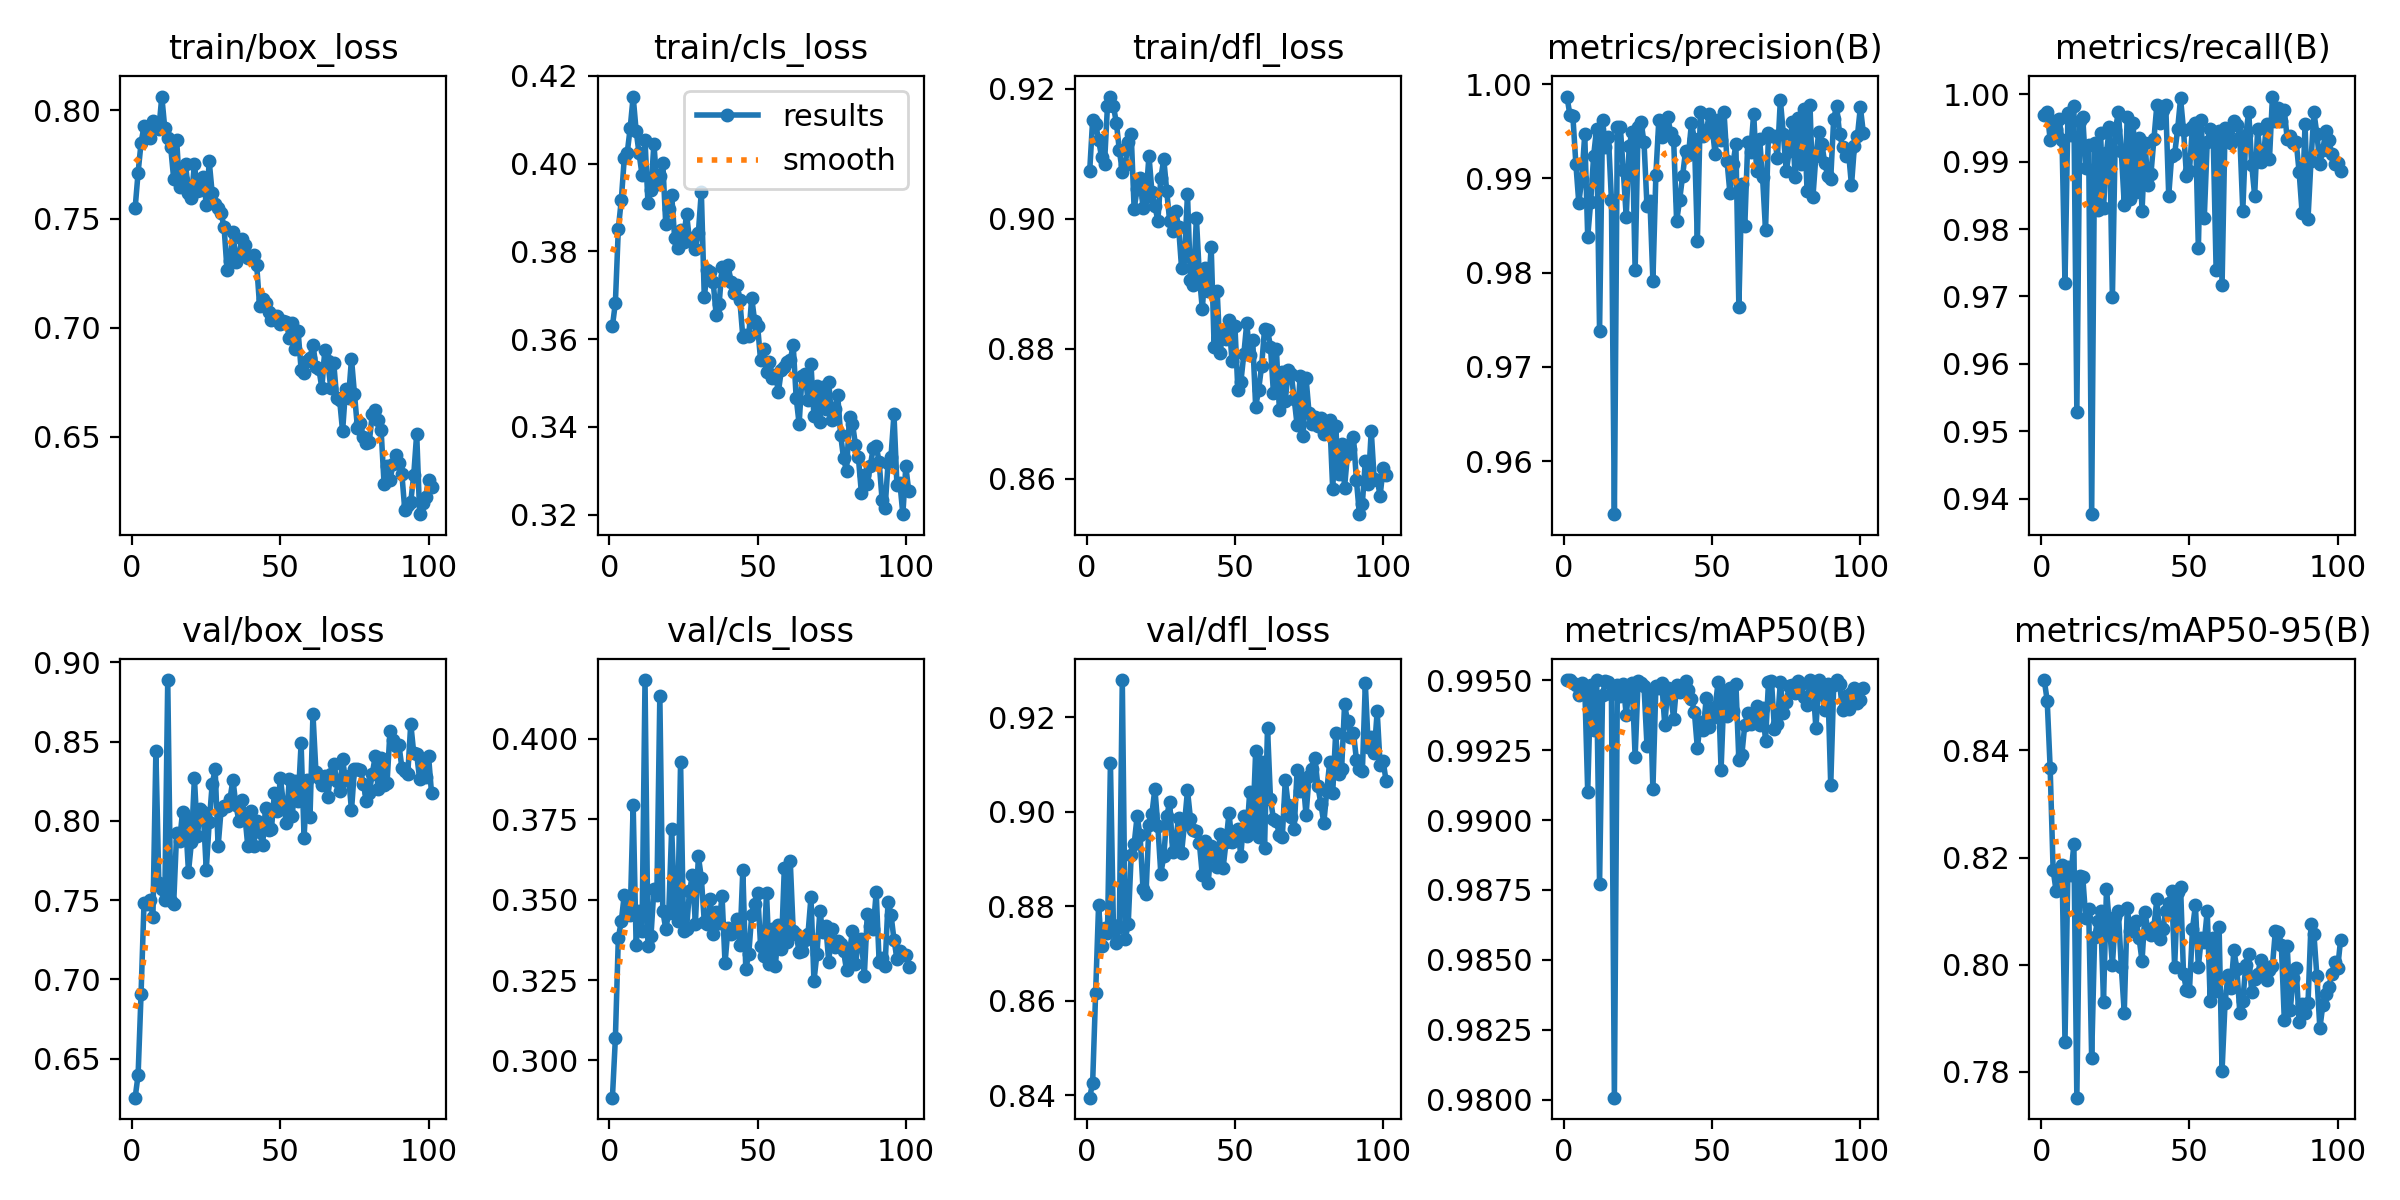 train/box_loss
0.80
0.75
0.70
0.65
0 50 100
train/cls_loss
0.42
0.40
0.38
0.36
0.34
0.32
0 50 100
results
smooth
train/dfl_loss
0.92
0.90
0.88
0.86
0 50 100
metrics/precision(B)
1.00
0.99
0.98
0.97
0.96
0 50 100
metrics/recall(B)
1.00
0.99
0.98
0.97
0.96
0.95
0.94
0 50 100
val/box_loss
0.90
0.85
0.80
0.75
0.70
0.65
0 50 100
val/cls_loss
0.400
0.375
0.350
0.325
0.300
0 50 100
val/dfl_loss
0.92
0.90
0.88
0.86
0.84
0 50 100
metrics/mAP50(B)
0.9950
0.9925
0.9900
0.9875
0.9850
0.9825
0.9800
0 50 100
metrics/mAP50-95(B)
0.84
0.82
0.80
0.78
0 50 100